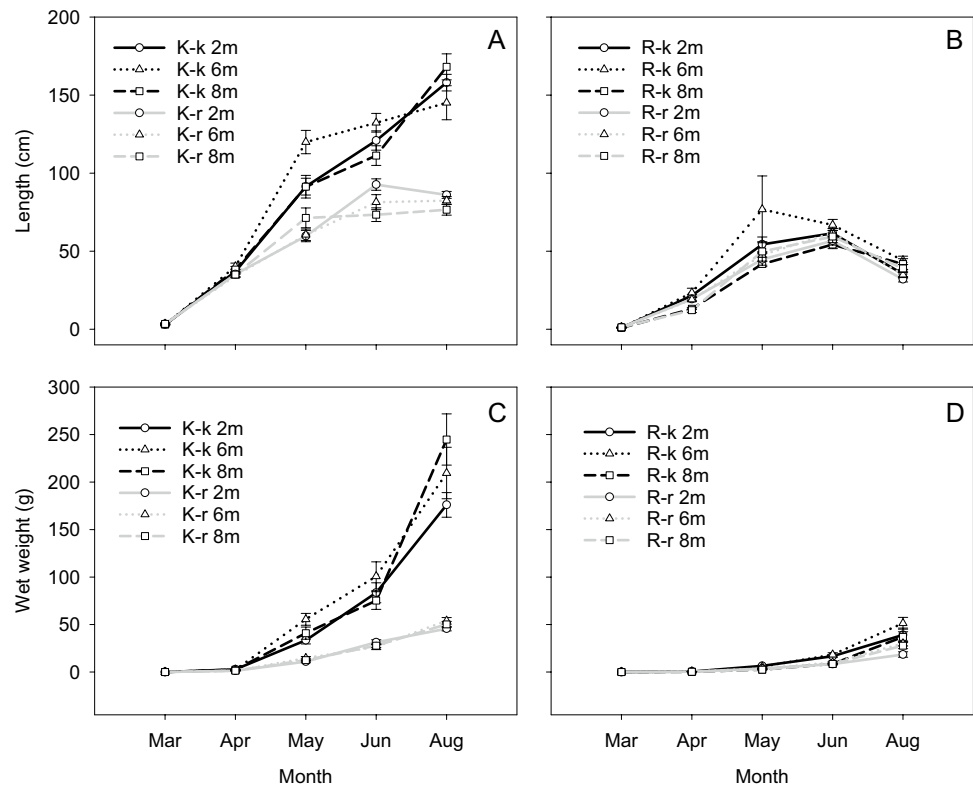 200
150
100
50
0
Length (cm)
A
K-k 2m
K-k 6m
K-k 8m
K-r 2m
K-r 6m
K-r 8m
B
R-k 2m
R-k 6m
R-k 8m
R-r 2m
R-r 6m
R-r 8m
300
250
200
150
100
50
0
Wet weight (g)
C
K-k 2m
K-k 6m
K-k 8m
K-r 2m
K-r 6m
K-r 8m
Mar Apr May Jun Aug
Month
D
R-k 2m
R-k 6m
R-k 8m
R-r 2m
R-r 6m
R-r 8m
Mar Apr May Jun Aug
Month